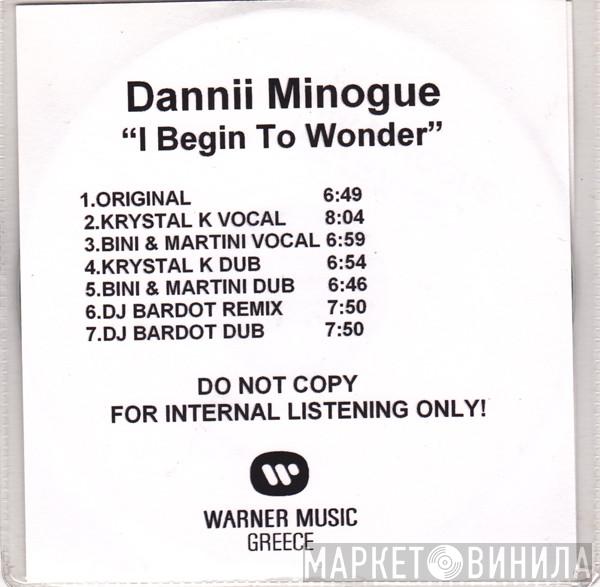 Dannii Minogue
“I Begin To Wonder”
1.ORIGINAL 6:49
2.KRYSTAL K VOCAL 8:04
3.BINI & MARTINI VOCAL 6:59
4.KRYSTAL K DUB 6:54
5.BINI & MARTINI DUB 6:46
6.DJ BARDOT REMIX 7:50
7.DJ BARDOT DUB 7:50
DO NOT COPY
FOR INTERNAL LISTENING ONLY!
WARNER MUSIC
GREECE
МАРКЕТ ВИНИЛА